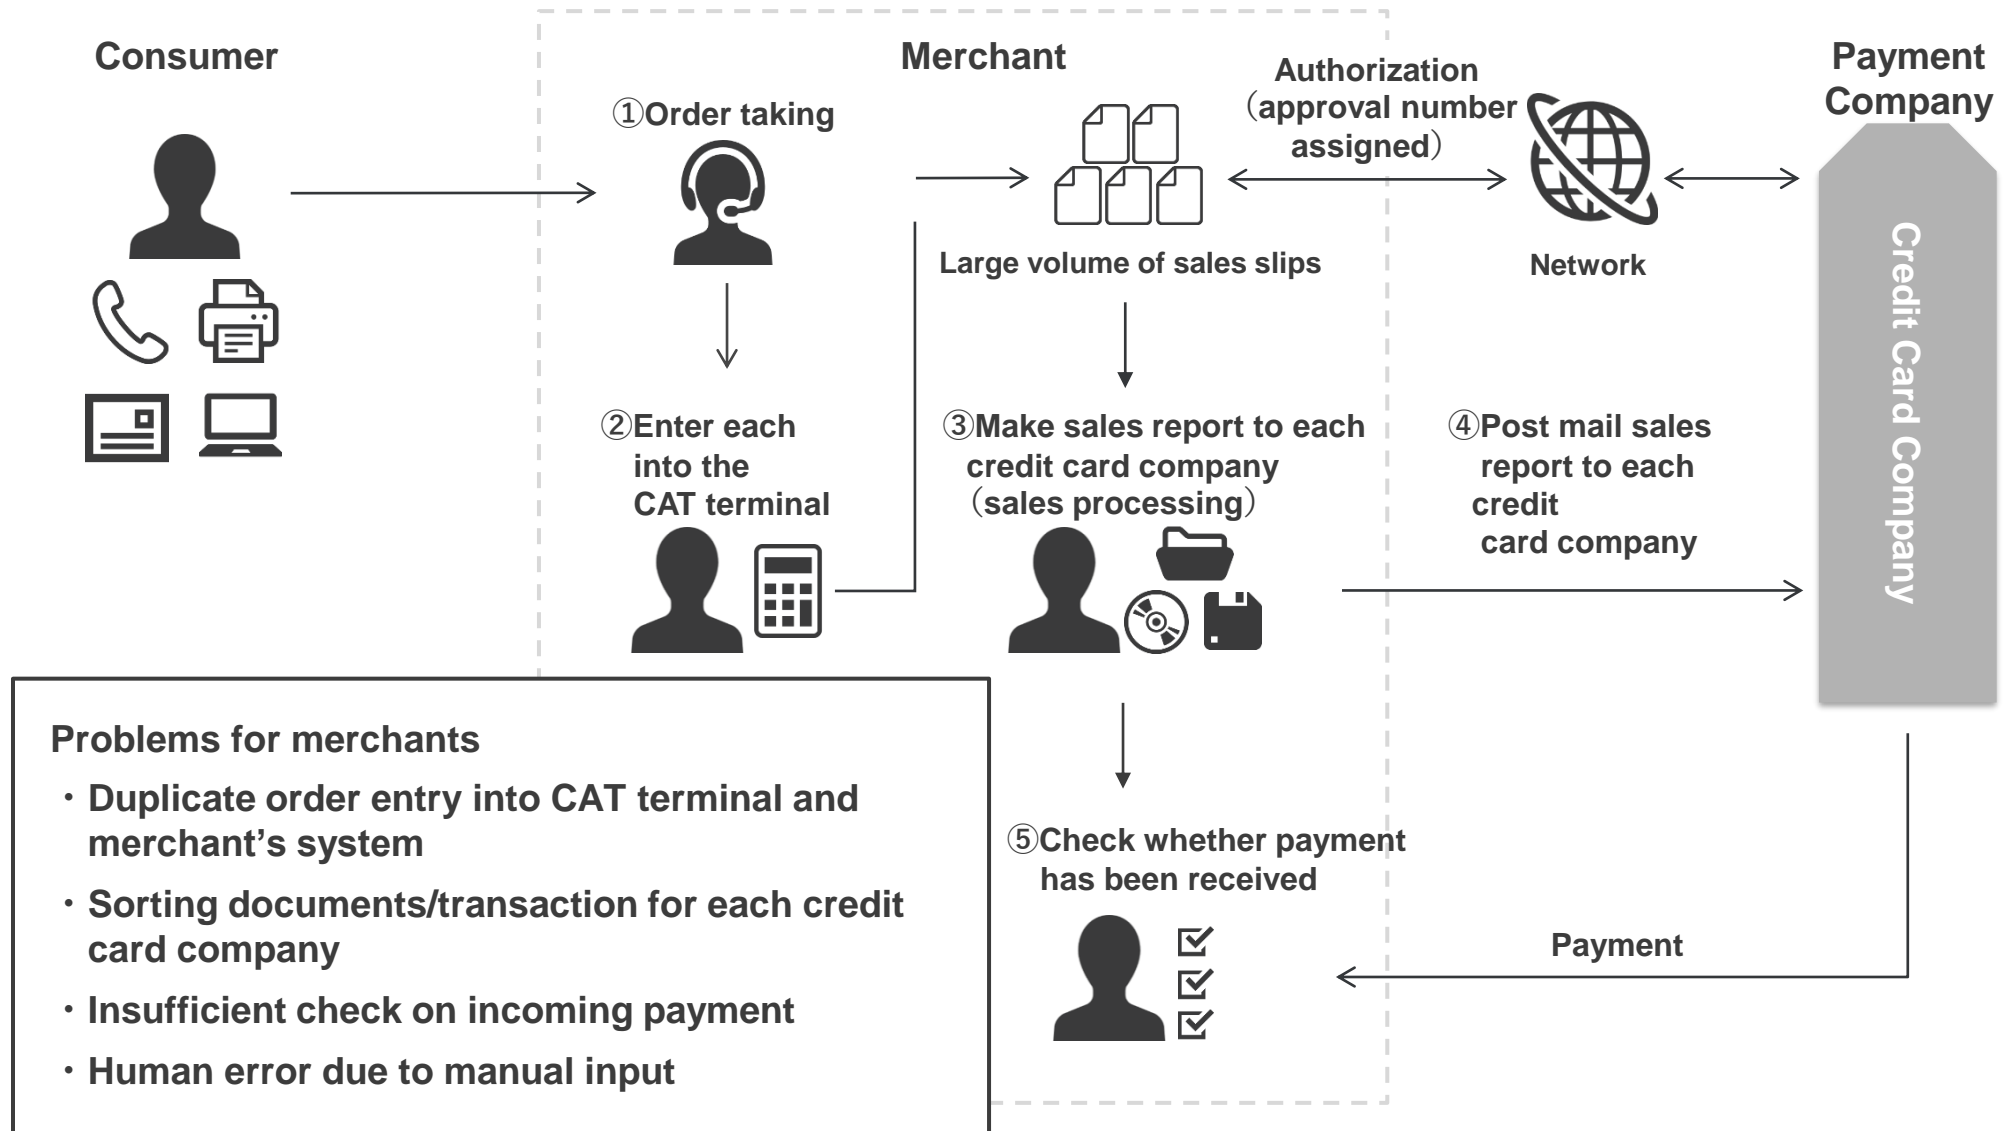 Consumer
Merchant
Payment
Company
①Order taking
Authorization
（approval number
assigned）
Large volume of sales slips
Network
Credit Card Company
②Enter each
into the
CAT terminal
③Make sales report to each
credit card company
（sales processing）
④Post mail sales
report to each
credit
card company
⑤Check whether payment
has been received
Payment
Problems for merchants
・Duplicate order entry into CAT terminal and
merchant’s system
・Sorting documents/transaction for each credit
card company
・Insufficient check on incoming payment
・Human error due to manual input